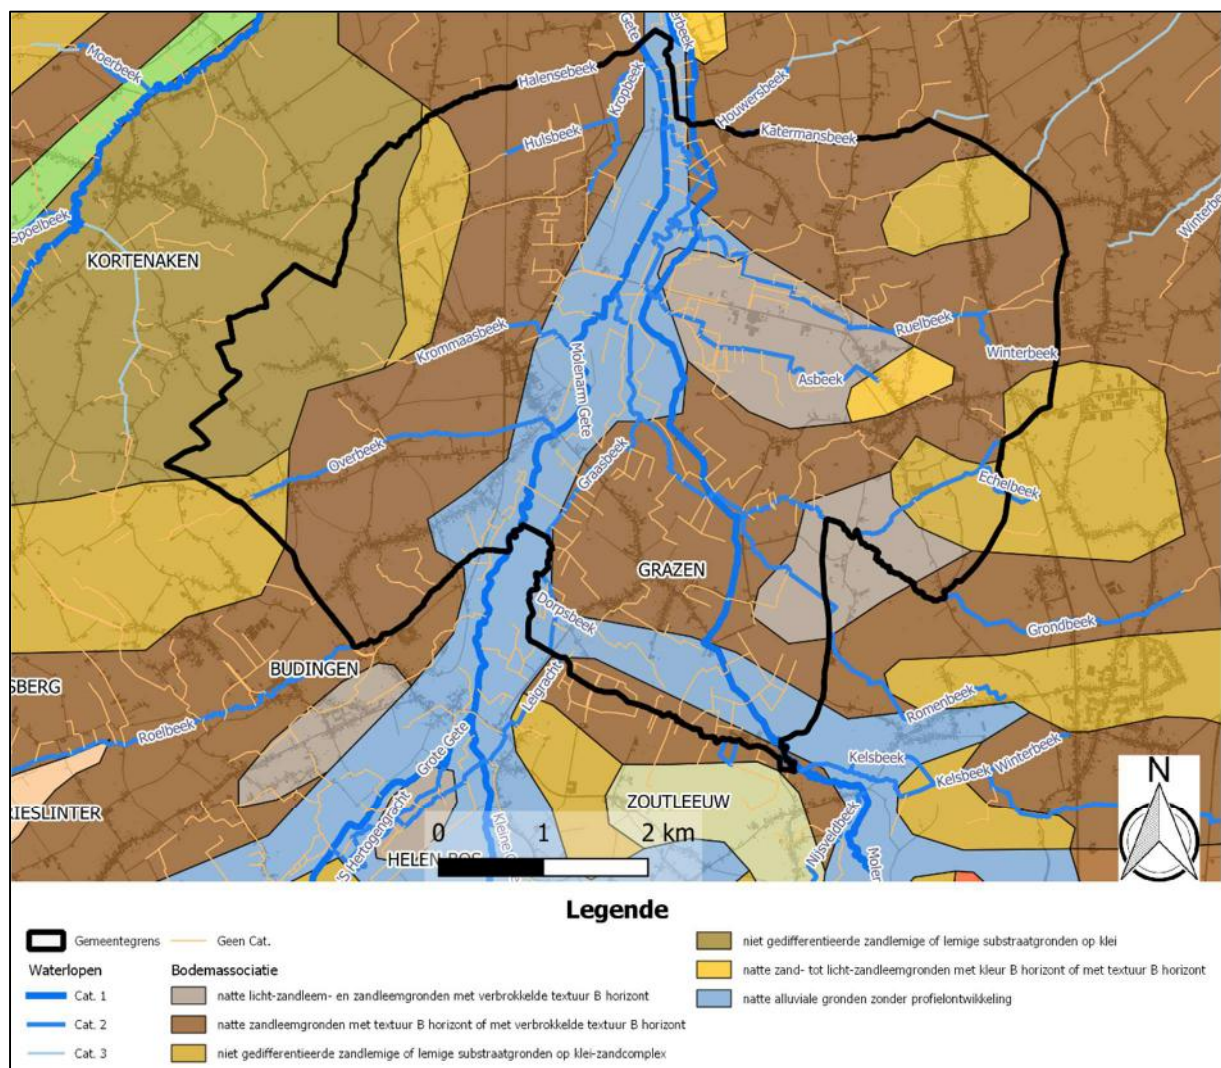 Gete
Moerbeek
Halensebeek
Kropbeek
Houwersbeek
Hulsbeek
Katermansbeek
Spoelbeek
KORTENAKEN
Krommaasbeek
Molenarm Gete
Ruelbeek
Winterbeek
Asbeek
Overbeek
Graasbeek
Echelbeek
GRAZEN
Dorpsbeek
Grondbeek
BUDINGEN
SBERG
Leigracht
Romenbeek
Roelbeek
Grote Gete
Kelsbeek
Kelsbeek
Winterbeek
N
ZOUTLEEUW
RIESLINTER
'S Hertogengracht
Nijsveldbeek
0 1 2 km
Legende
Gemeentegrens
Geen Cat.
Waterlopen
Cat. 1
Cat. 2
Cat. 3
Bodemassociatie
natte licht-zandleem- en zandleemgronden met verbrokkelde textuur B horizont
natte zandleemgronden met textuur B horizont of met verbrokkelde textuur B horizont
niet gedifferentieerde zandlemige of lemige substraatgronden op klei-zandcomplex
niet gedifferentieerde zandlemige of lemige substraatgronden op klei
natte zand- tot licht-zandleemgronden met kleur B horizont of met textuur B horizont
natte alluviale gronden zonder profielontwikkeling